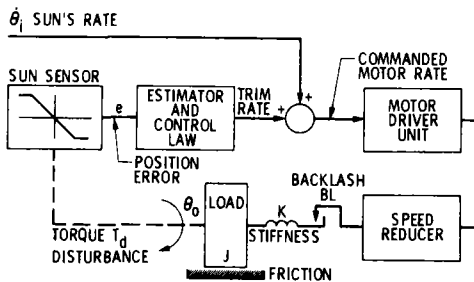 θ̇i SUN'S RATE
SUN SENSOR
e
POSITION
ERROR
ESTIMATOR
AND
CONTROL
LAW
TRIM
RATE
+
+
COMMANDED
MOTOR RATE
MOTOR
DRIVER
UNIT
TORQUE Td
DISTURBANCE
θo
LOAD
J
FRICTION
K
STIFFNESS
BACKLASH
BL
SPEED
REDUCER